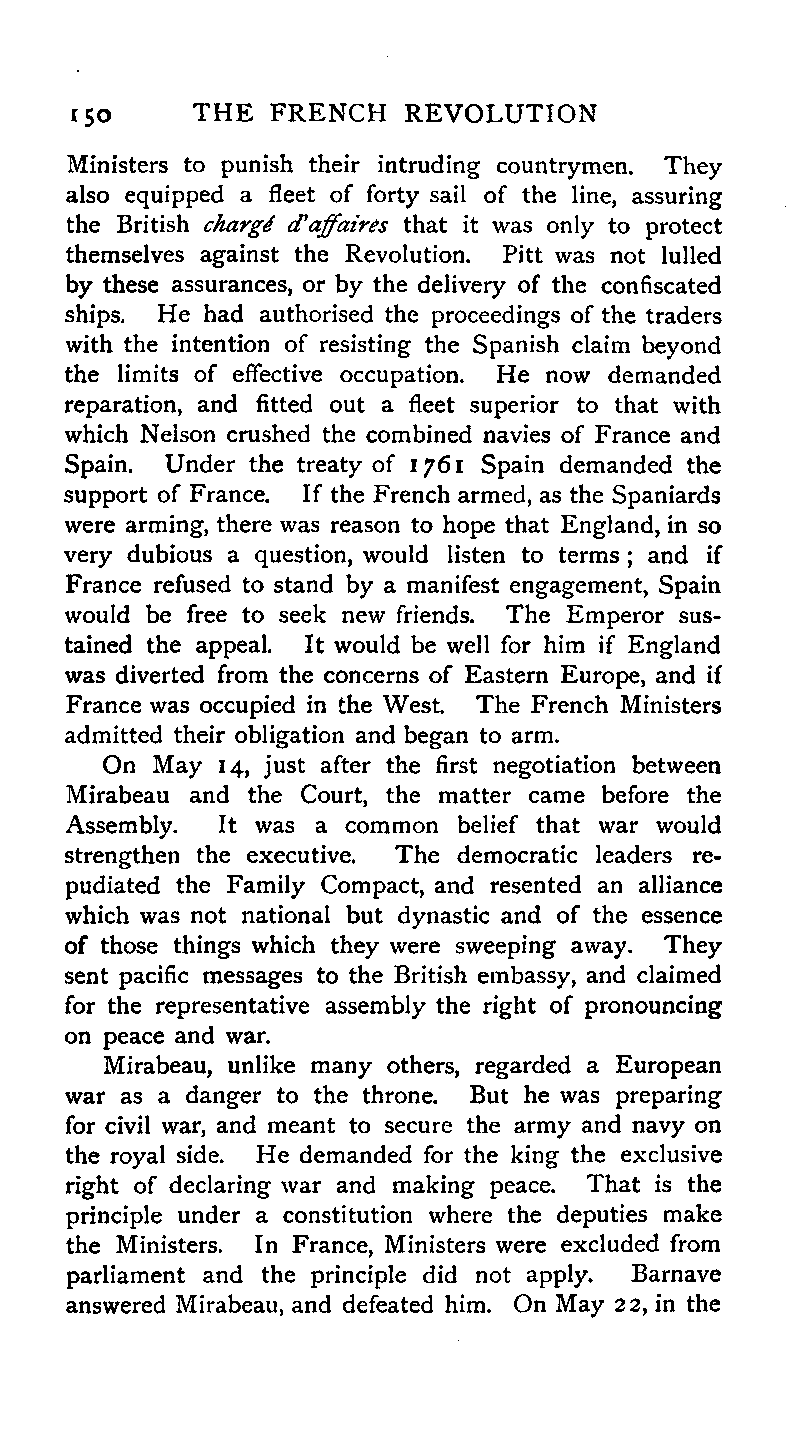 150 THE FRENCH REVOLUTION
Ministers to punish their intruding countrymen. They
also equipped a fleet of forty sail of the line, assuring
the British chargé d'affaires that it was only to protect
themselves against the Revolution. Pitt was not lulled
by these assurances, or by the delivery of the confiscated
ships. He had authorised the proceedings of the traders
with the intention of resisting the Spanish claim beyond
the limits of effective occupation. He now demanded
reparation, and fitted out a fleet superior to that with
which Nelson crushed the combined navies of France and
Spain. Under the treaty of 1761 Spain demanded the
support of France. If the French armed, as the Spaniards
were arming, there was reason to hope that England, in so
very dubious a question, would listen to terms; and if
France refused to stand by a manifest engagement, Spain
would be free to seek new friends. The Emperor sus-
tained the appeal. It would be well for him if England
was diverted from the concerns of Eastern Europe, and if
France was occupied in the West. The French Ministers
admitted their obligation and began to arm.
On May 14, just after the first negotiation between
Mirabeau and the Court, the matter came before the
Assembly. It was a common belief that war would
strengthen the executive. The democratic leaders re-
pudiated the Family Compact, and resented an alliance
which was not national but dynastic and of the essence
of those things which they were sweeping away. They
sent pacific messages to the British embassy, and claimed
for the representative assembly the right of pronouncing
on peace and war.
Mirabeau, unlike many others, regarded a European
war as a danger to the throne. But he was preparing
for civil war, and meant to secure the army and navy on
the royal side. He demanded for the king the exclusive
right of declaring war and making peace. That is the
principle under a constitution where the deputies make
the Ministers. In France, Ministers were excluded from
parliament and the principle did not apply. Barnave
answered Mirabeau, and defeated him. On May 22, in the